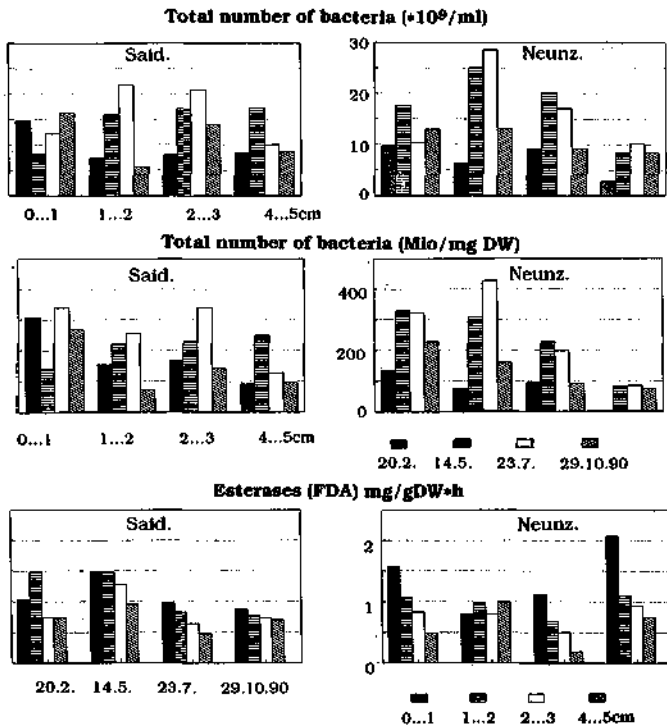 Total number of bacteria (*10⁹/ml)
Said.
Neunz.
30
20
10
0
0...1 1...2 2...3 4...5cm
Total number of bacteria (Mio/mg DW)
Said.
Neunz.
400
200
0
0...1 1...2 2...3 4...5cm
20.2. 14.5. 23.7. 29.10.90
Esterases (FDA) mg/gDW*h
Said.
Neunz.
2
1
0
20.2. 14.5. 23.7. 29.10.90
0...1 1...2 2...3 4...5cm